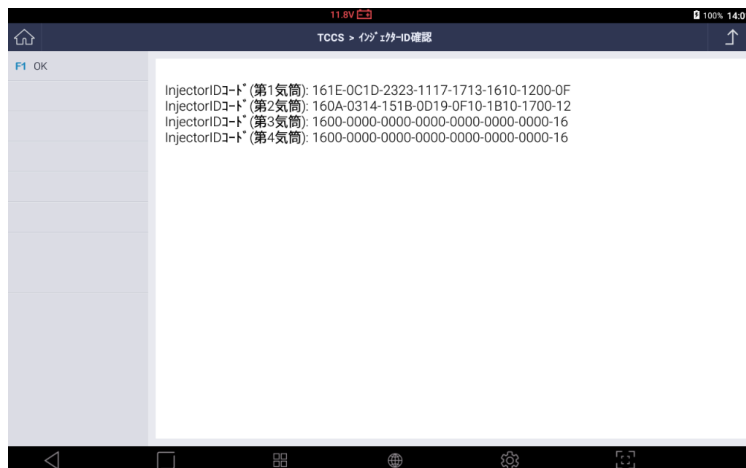 11.8V
100% 14:0
TCCS > インジェクターID確認
F1 OK
InjectorIDコード(第1気筒): 161E-0C1D-2323-1117-1713-1610-1200-0F
InjectorIDコード(第2気筒): 160A-0314-151B-0D19-0F10-1B10-1700-12
InjectorIDコード(第3気筒): 1600-0000-0000-0000-0000-0000-0000-16
InjectorIDコード(第4気筒): 1600-0000-0000-0000-0000-0000-0000-16